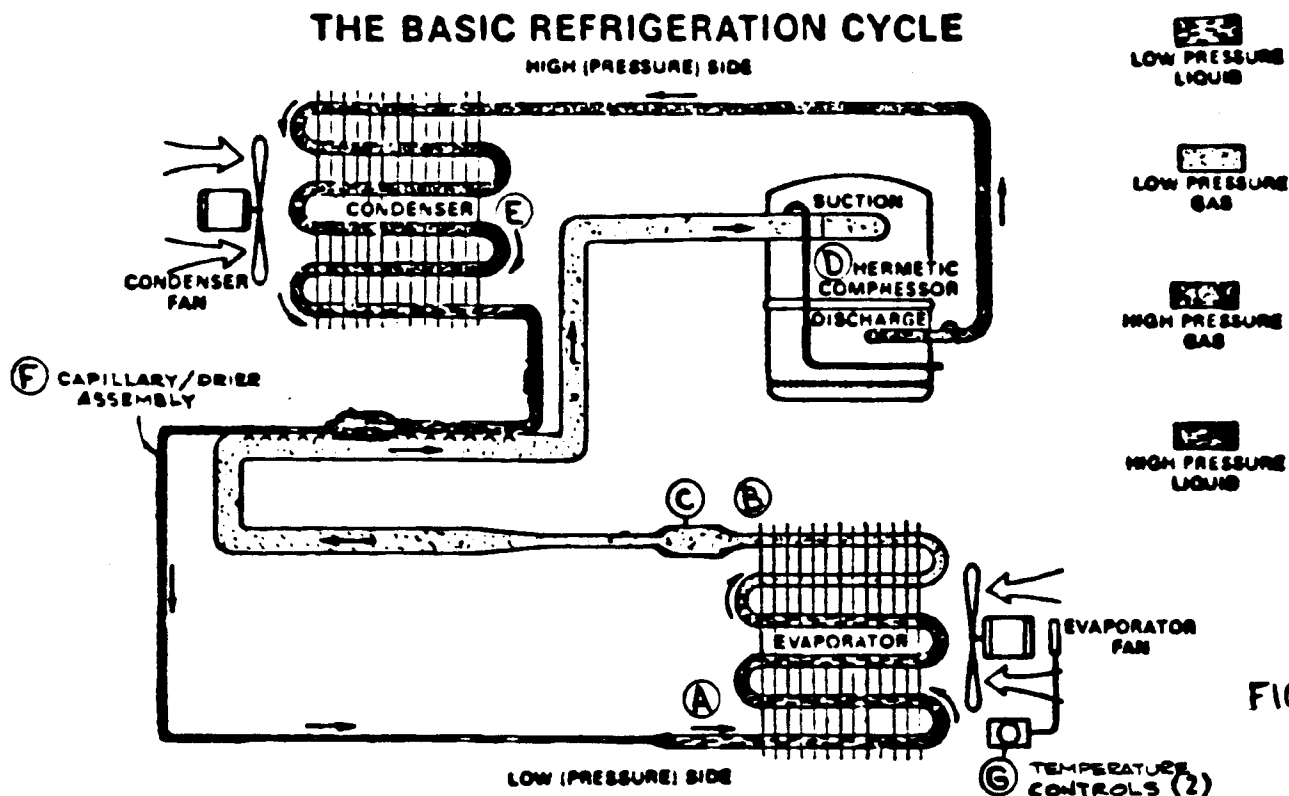 THE BASIC REFRIGERATION CYCLE
HIGH (PRESSURE) SIDE
LOW PRESSURE
LIQUID
LOW PRESSURE
GAS
HIGH PRESSURE
GAS
HIGH PRESSURE
LIQUID
CONDENSER
E
CONDENSER
FAN
SUCTION
D
HERMETIC
COMPRESSOR
DISCHARGE
F
CAPILLARY/DRIER
ASSEMBLY
C
B
EVAPORATOR
EVAPORATOR
FAN
A
FIG
G
TEMPERATURE
CONTROLS (2)
LOW (PRESSURE) SIDE